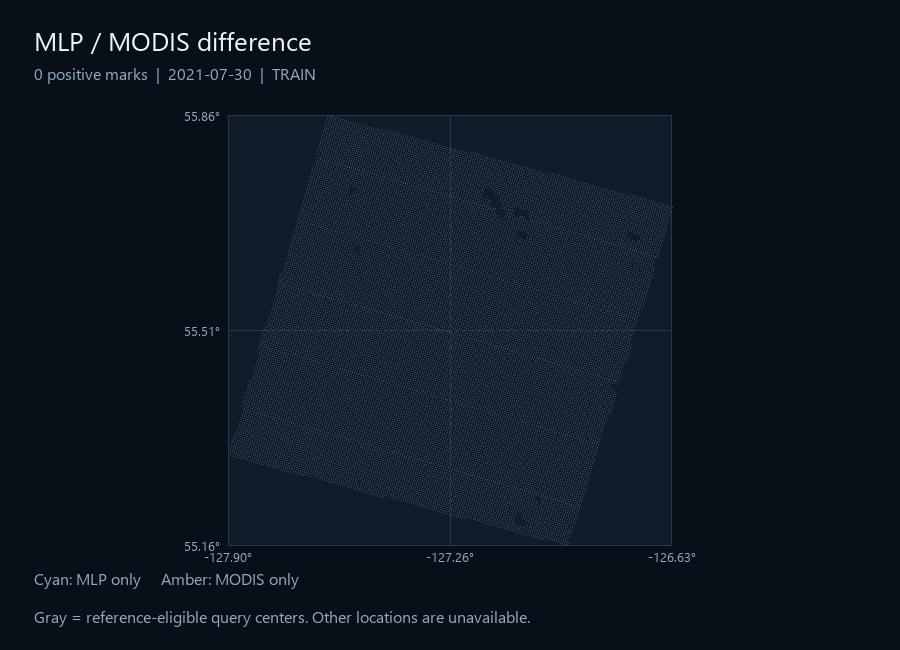 MLP / MODIS difference
0 positive marks | 2021-07-30 | TRAIN
55.86°
55.51°
55.16°
-127.90° -127.26° -126.63°
Cyan: MLP only Amber: MODIS only
Gray = reference-eligible query centers. Other locations are unavailable.